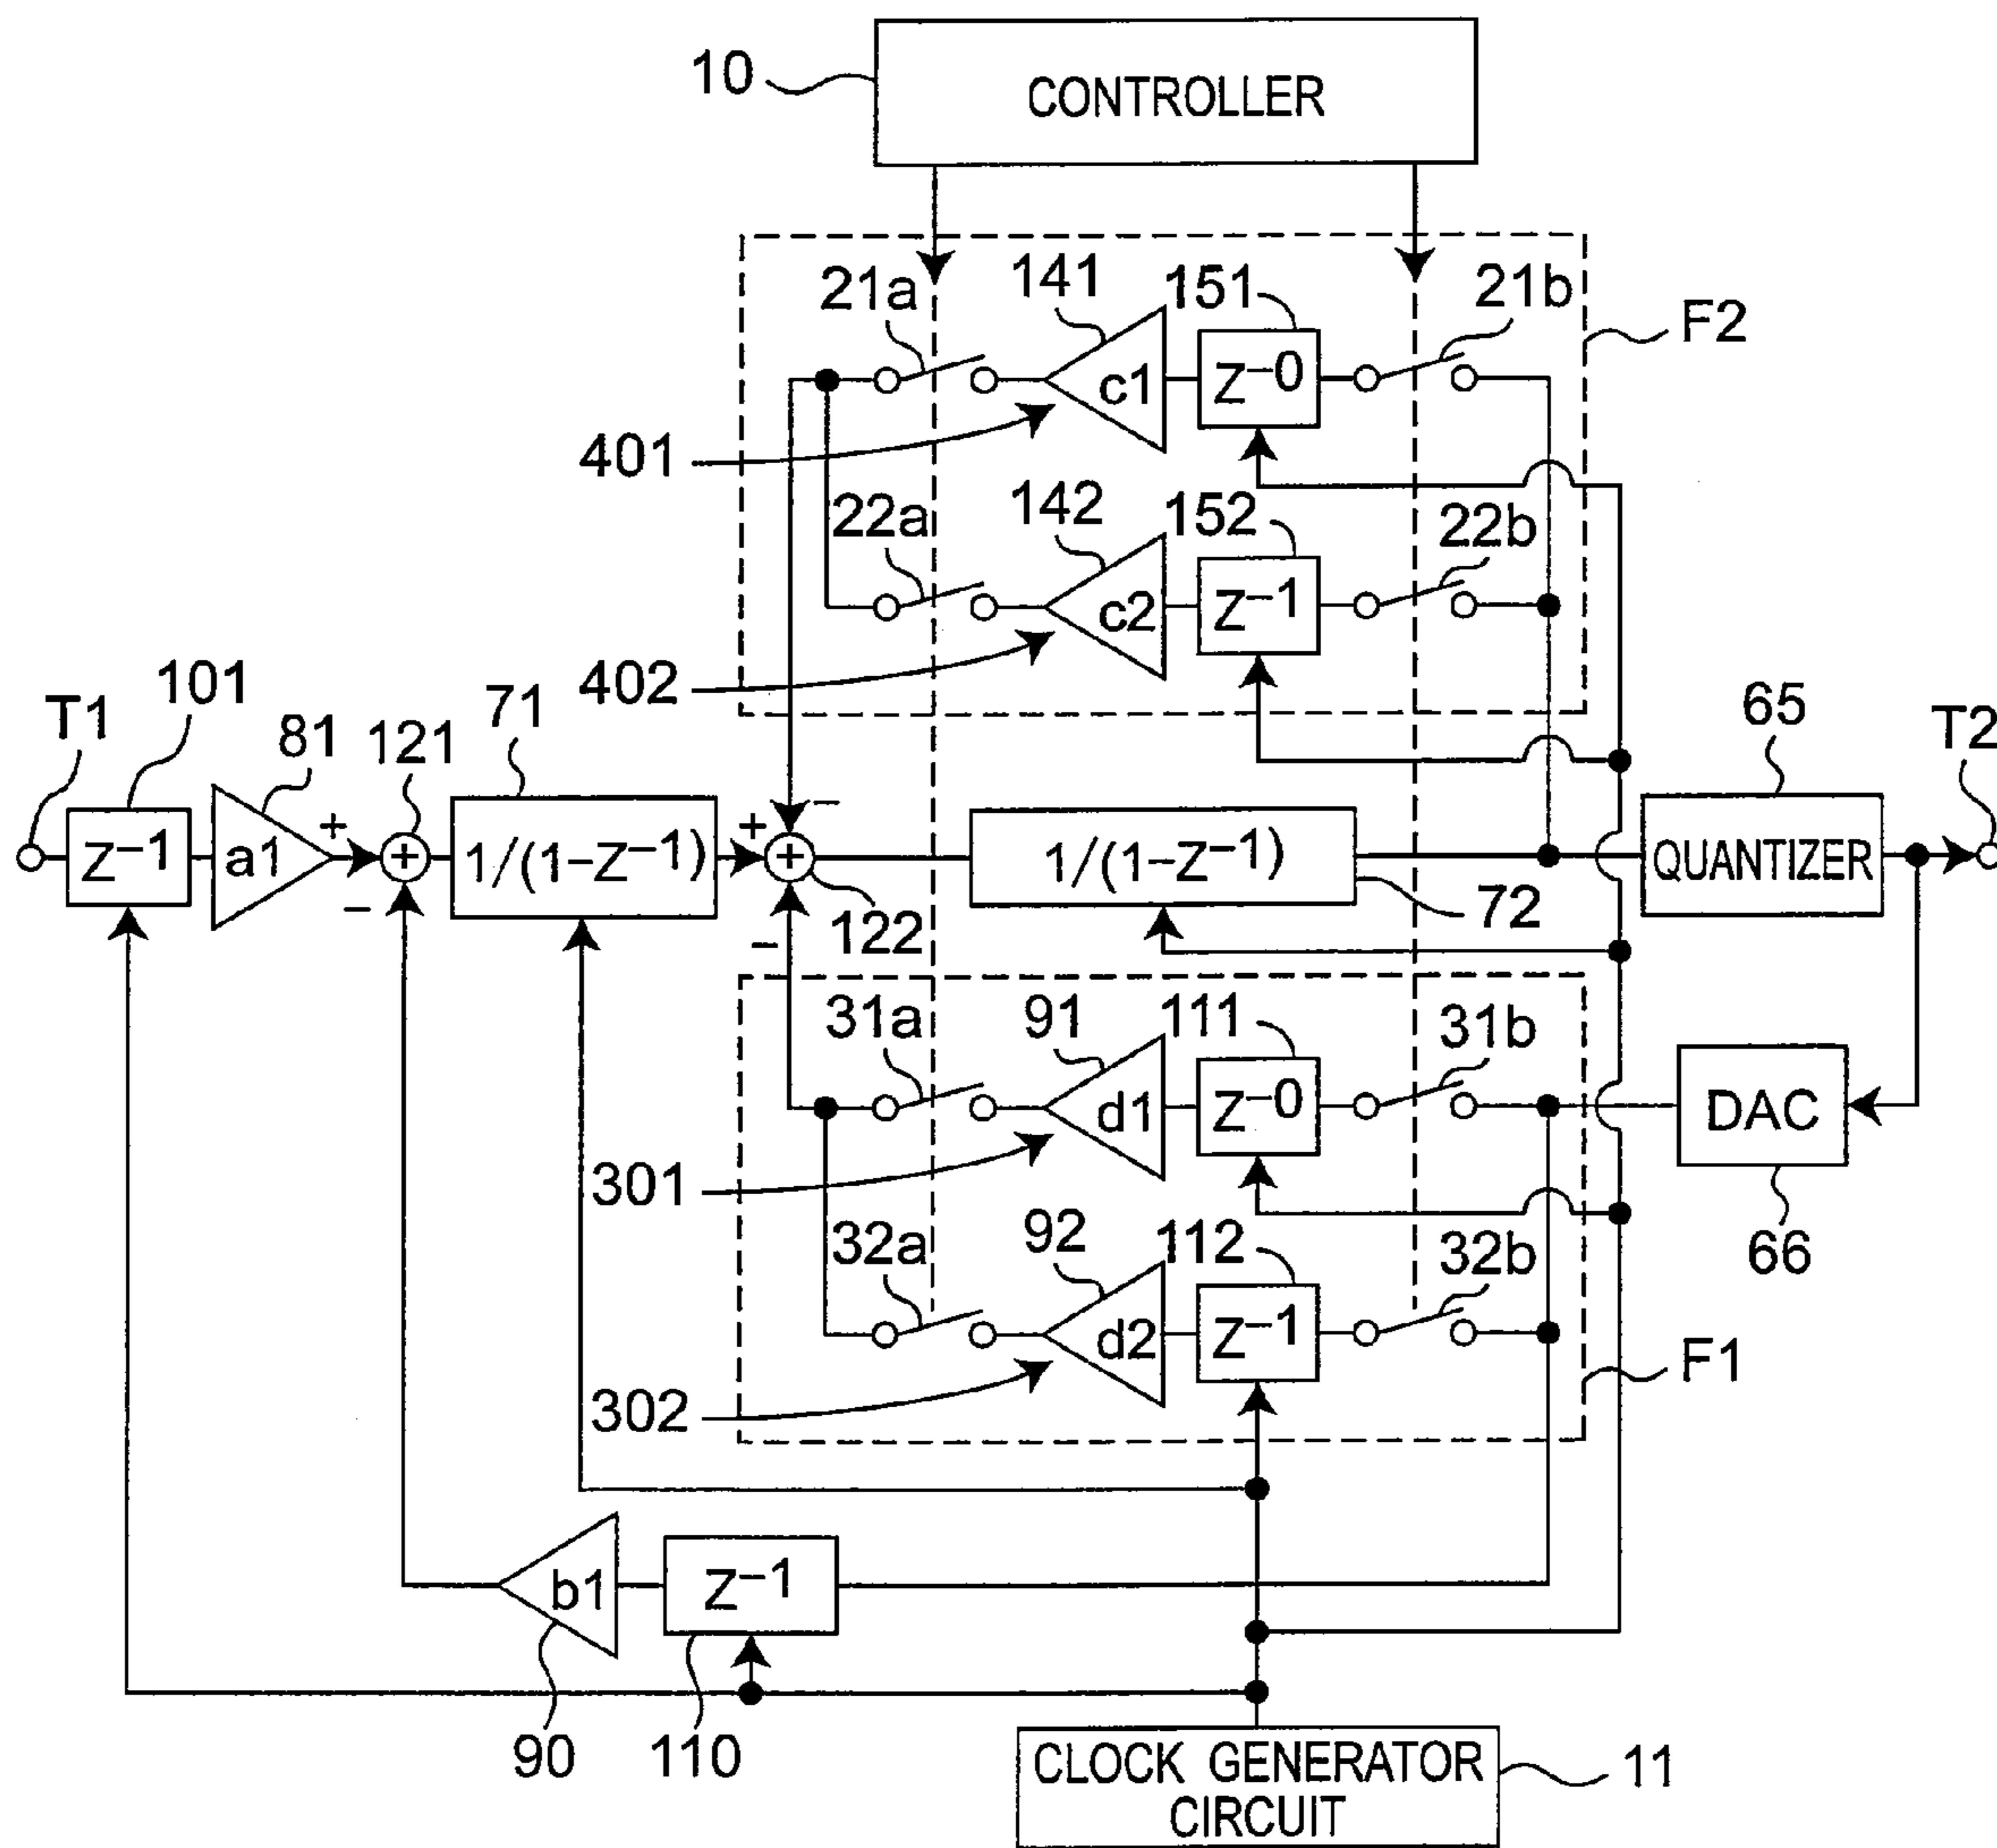 10
CONTROLLER
21a
141
151
21b
F2
c1
z⁻⁰
401
22a
142
152
22b
c2
z⁻¹
402
T1
101
81
121
71
65
T2
z⁻¹
a1
+
+
−
1/(1−z⁻¹)
+
−
+
−
122
1/(1−z⁻¹)
72
QUANTIZER
31a
91
111
31b
d1
z⁻⁰
DAC
301
66
32a
92
112
32b
d2
z⁻¹
302
F1
b1
z⁻¹
90
110
CLOCK GENERATOR
CIRCUIT
11